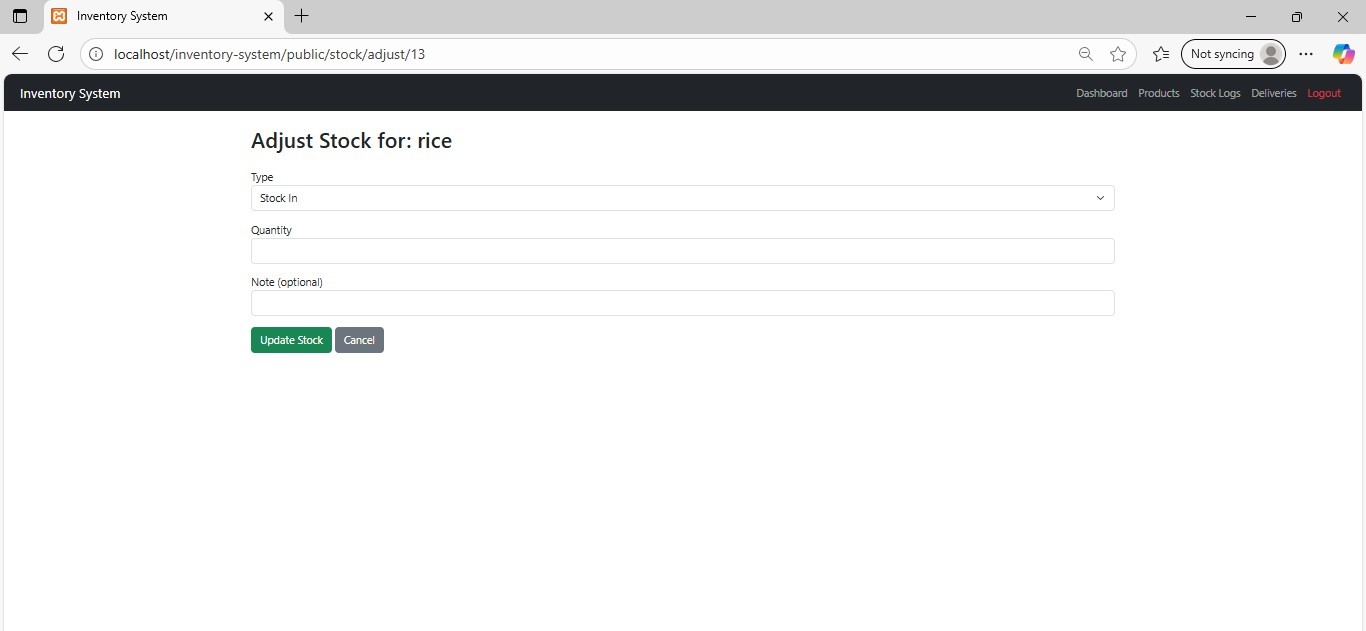 Inventory System
localhost/inventory-system/public/stock/adjust/13
Not syncing
Inventory System
Dashboard Products Stock Logs Deliveries Logout
Adjust Stock for: rice
Type
Stock In
Quantity
Note (optional)
Update Stock Cancel